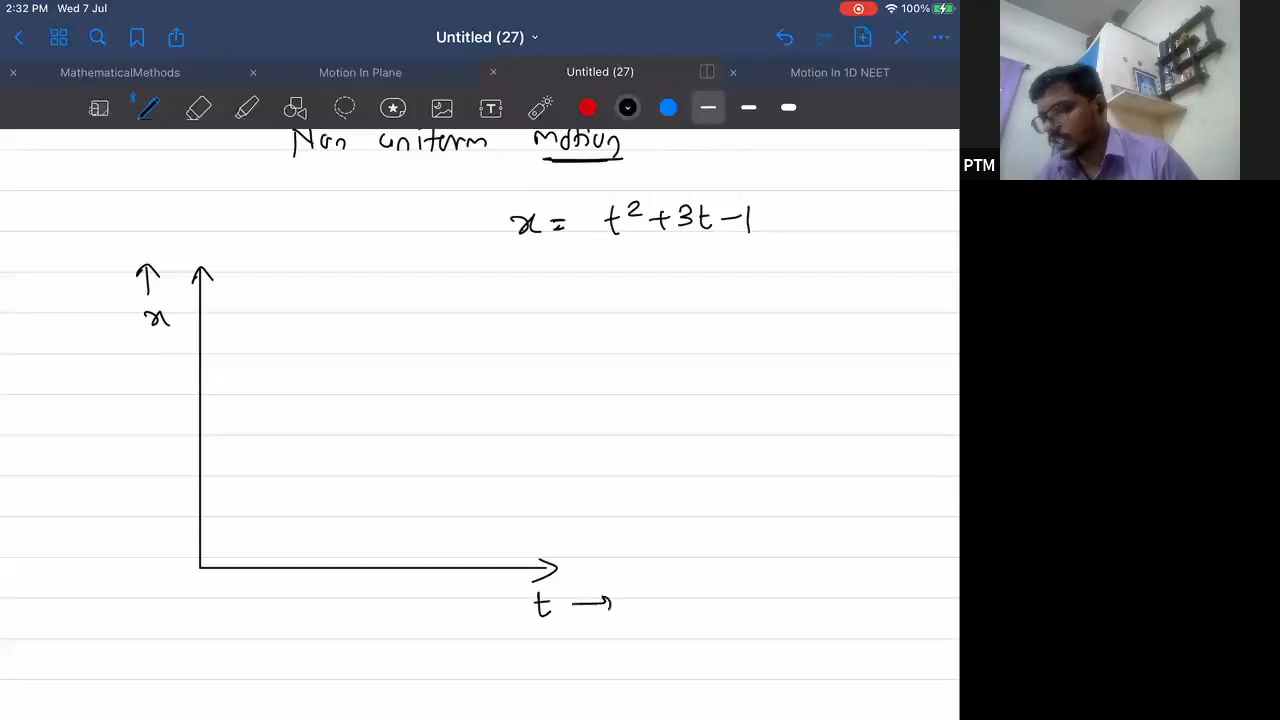 2:32 PM Wed 7 Jul
100%
Untitled (27)
MathematicalMethods
Motion In Plane
Untitled (27)
Motion In 1D NEET
T
PTM
Non uniform motion
x = t² + 3t - 1
x
t